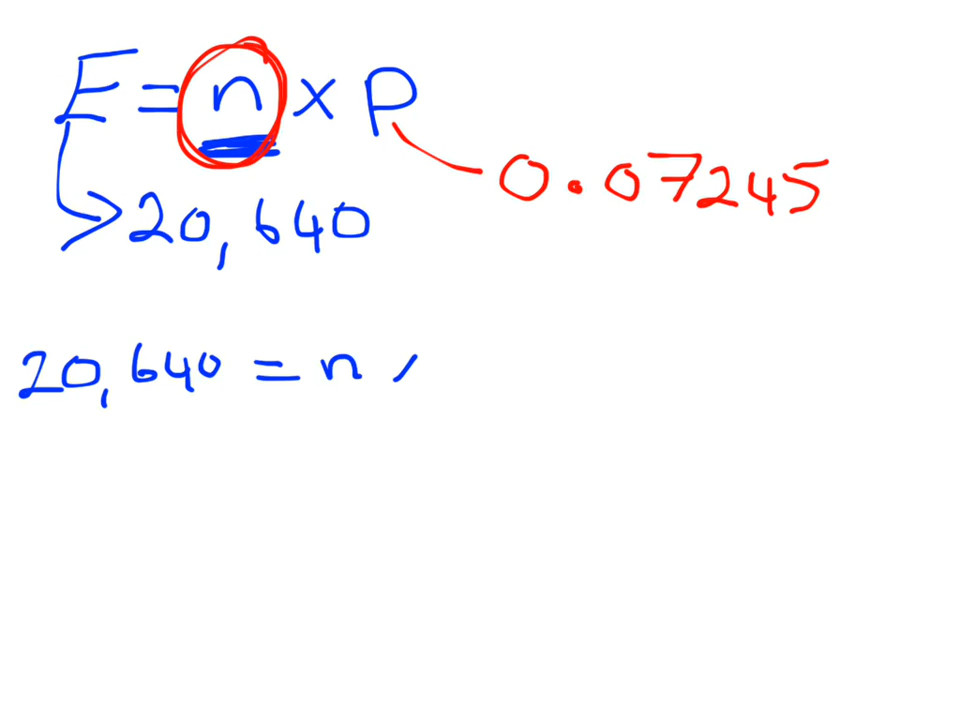 E = n × P
0.07245
20,640
20,640 = n